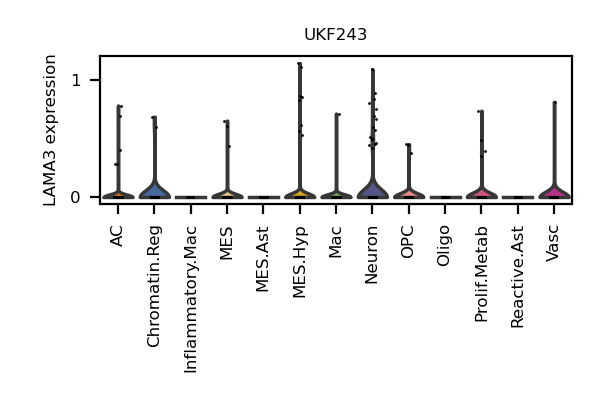 UKF243
LAMA3 expression
1
0
AC
Chromatin.Reg
Inflammatory.Mac
MES
MES.Ast
MES.Hyp
Mac
Neuron
OPC
Oligo
Prolif.Metab
Reactive.Ast
Vasc